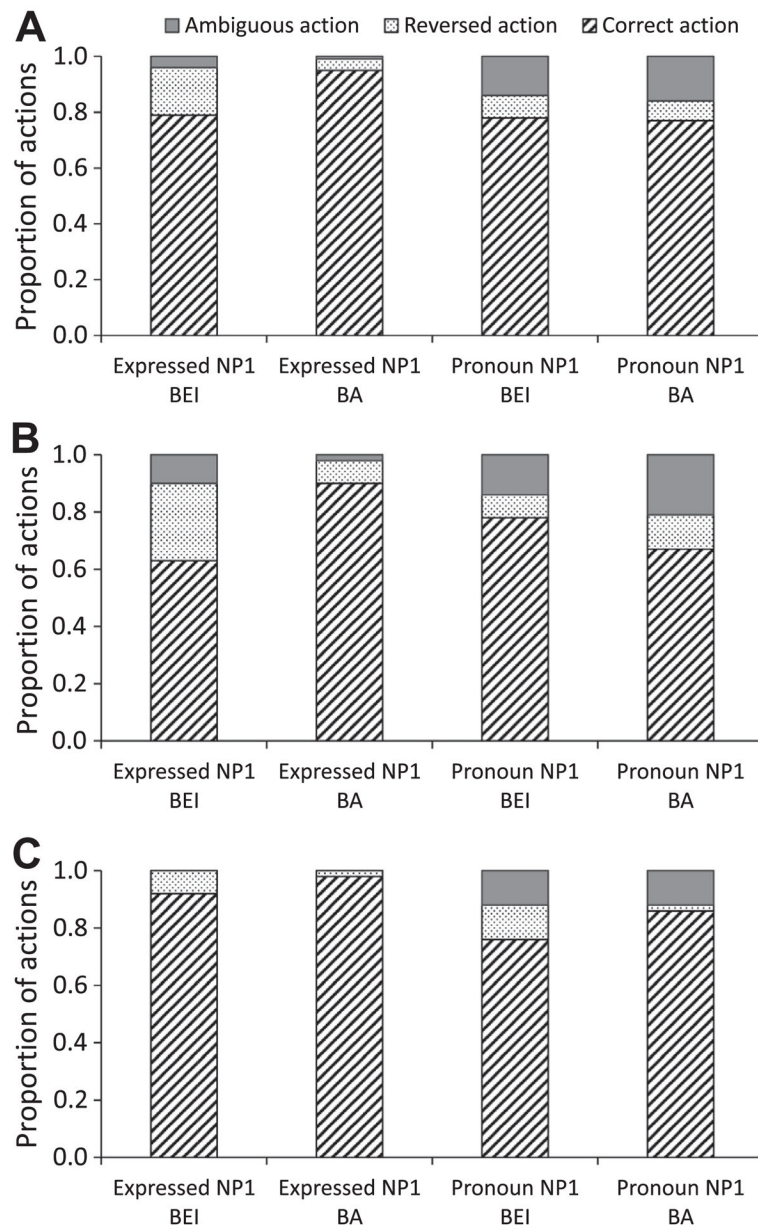 A
Ambiguous action Reversed action Correct action
Proportion of actions
1.0
0.8
0.6
0.4
0.2
0.0
Expressed NP1 Expressed NP1 Pronoun NP1 Pronoun NP1
BEI BA BEI BA
B
Proportion of actions
1.0
0.8
0.6
0.4
0.2
0.0
Expressed NP1 Expressed NP1 Pronoun NP1 Pronoun NP1
BEI BA BEI BA
C
Proportion of actions
1.0
0.8
0.6
0.4
0.2
0.0
Expressed NP1 Expressed NP1 Pronoun NP1 Pronoun NP1
BEI BA BEI BA